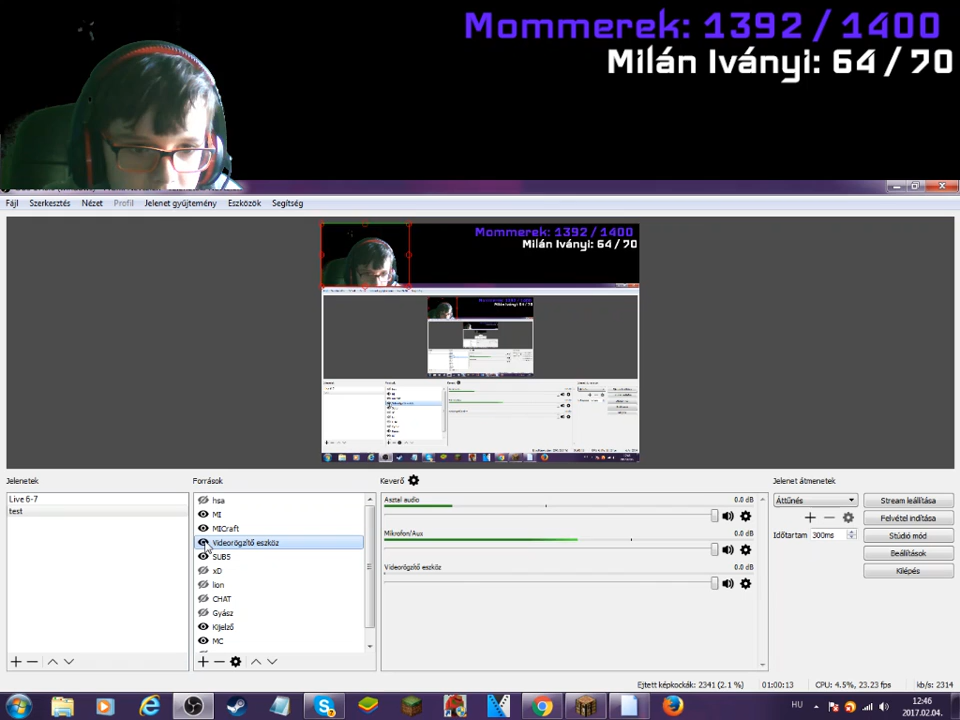 Mommerek: 1392 / 1400
Milán Iványi: 64 / 70
Fájl Szerkesztés Nézet Profil Jelenet gyűjtemény Eszközök Segítség
Mommerek: 1392 / 1400
Milán Iványi: 64 / 70
Jelenetek
Live 6-7
test
Források
hsa
MI
MICraft
Videorögzítő eszköz
SUBS
xD
lion
CHAT
Gyász
Kijelző
MC
Keverő
Asztal audio 0.0 dB
Mikrofon/Aux 0.0 dB
Videorögzítő eszköz 0.0 dB
Jelenet átmenetek
Áttűnés
Időtartam 300ms
Stream leállítása
Felvétel indítása
Stúdió mód
Beállítások
Kilépés
Ejtett képkockák: 2341 (2.1 %) 01:00:13 CPU: 4.5%, 23.23 fps kb/s: 2314
HU
12:46
2017.02.04.